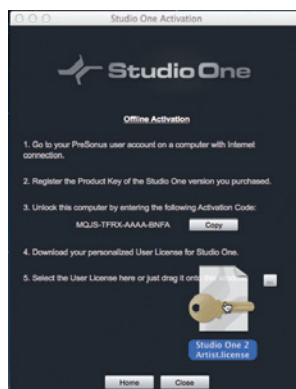 Studio One Activation
Studio One
Offline Activation
1. Go to your PreSonus user account on a computer with Internet
connection.
2. Register the Product Key of the Studio One version you purchased.
3. Unlock this computer by entering the following Activation Code:
MQJS-TFRX-AAAA-BNFA Copy
4. Download your personalized User License for Studio One.
5. Select the User License here or just drag it onto this window. ...
Studio One 2
Artist.license
Home Close